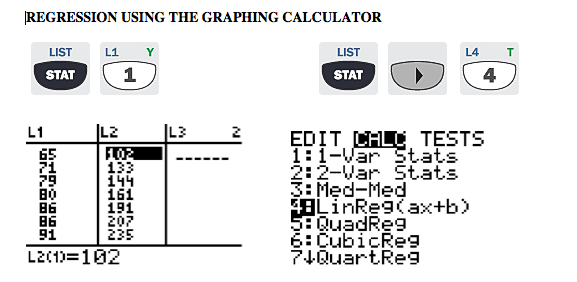 REGRESSION USING THE GRAPHING CALCULATOR
LIST L1 Y LIST L4 T
STAT 1 STAT 4
L1 L2 L3 2
65 102 ------
71 133
79 144
80 161
86 191
86 207
91 235
L2(1)=102
EDIT CALC TESTS
1:1-Var Stats
2:2-Var Stats
3:Med-Med
4:LinReg(ax+b)
5:QuadReg
6:CubicReg
7↓QuartReg